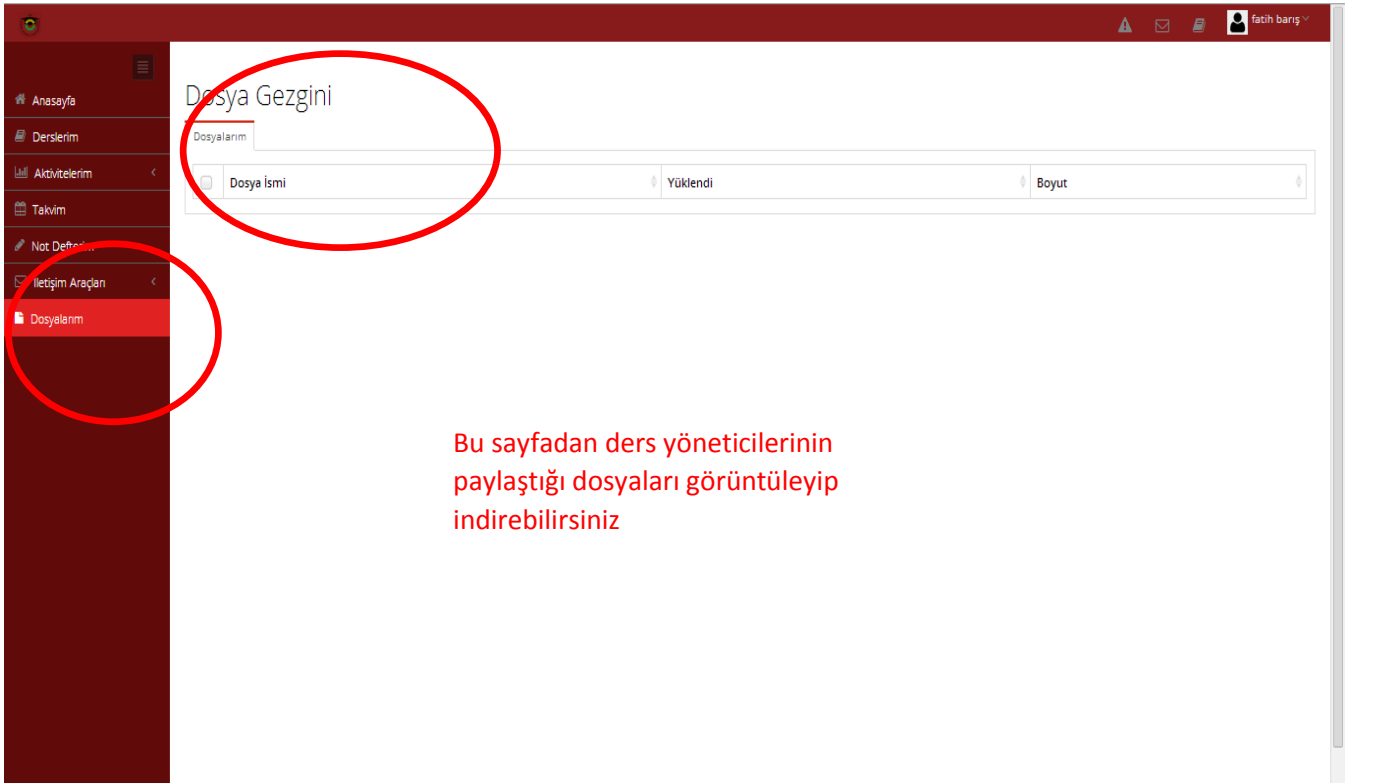 fatih barış
Anasayfa
Derslerim
Aktivitelerim
Takvim
Not Defterim
İletişim Araçları
Dosyalarım
Dosya Gezgini
Dosyalarım
Dosya İsmi Yüklendi Boyut
Bu sayfadan ders yöneticilerinin
paylaştığı dosyaları görüntüleyip
indirebilirsiniz